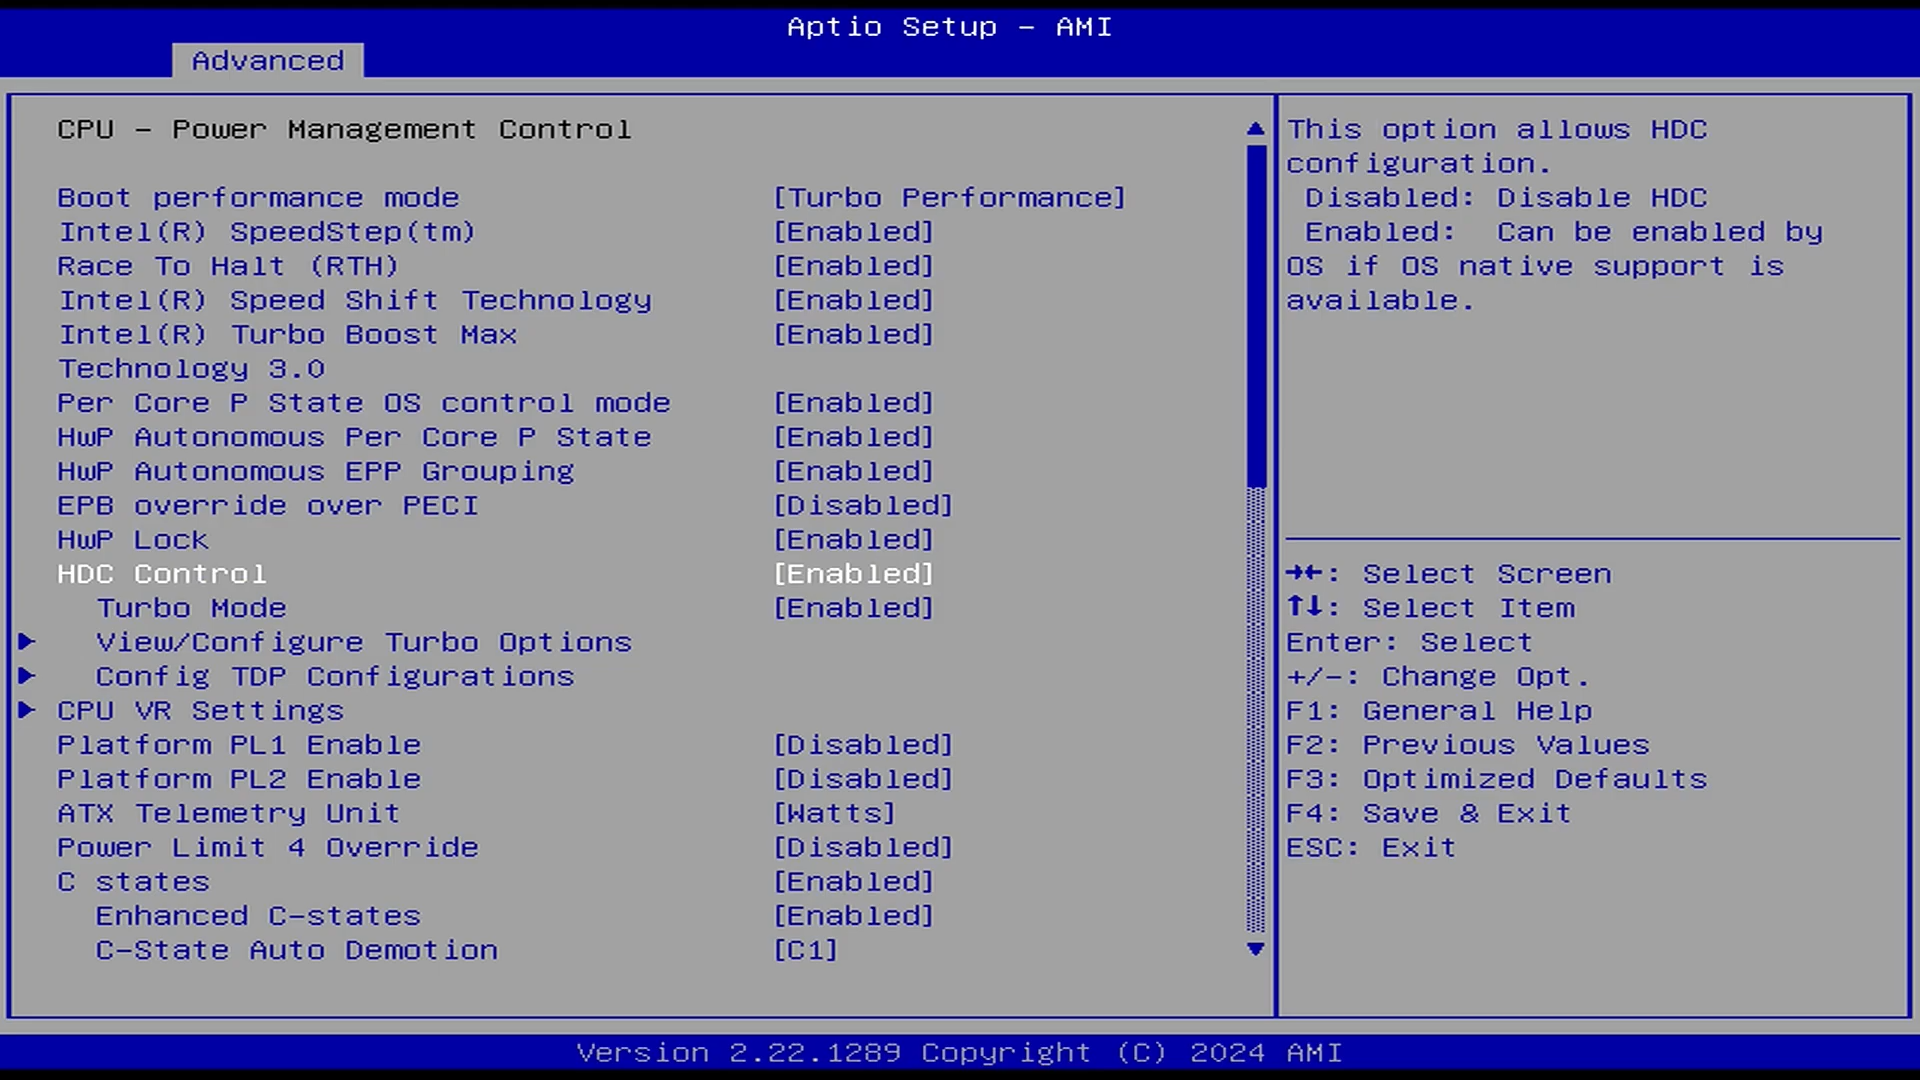 Aptio Setup – AMI
Advanced
CPU – Power Management Control
Boot performance mode [Turbo Performance]
Intel(R) SpeedStep(tm) [Enabled]
Race To Halt (RTH) [Enabled]
Intel(R) Speed Shift Technology [Enabled]
Intel(R) Turbo Boost Max [Enabled]
Technology 3.0
Per Core P State OS control mode [Enabled]
HwP Autonomous Per Core P State [Enabled]
HwP Autonomous EPP Grouping [Enabled]
EPB override over PECI [Disabled]
HwP Lock [Enabled]
HDC Control [Enabled]
Turbo Mode [Enabled]
View/Configure Turbo Options
Config TDP Configurations
CPU VR Settings
Platform PL1 Enable [Disabled]
Platform PL2 Enable [Disabled]
ATX Telemetry Unit [Watts]
Power Limit 4 Override [Disabled]
C states [Enabled]
Enhanced C-states [Enabled]
C-State Auto Demotion [C1]
This option allows HDC
configuration.
Disabled: Disable HDC
Enabled:  Can be enabled by
OS if OS native support is
available.
→←: Select Screen
↑↓: Select Item
Enter: Select
+/-: Change Opt.
F1: General Help
F2: Previous Values
F3: Optimized Defaults
F4: Save & Exit
ESC: Exit
Version 2.22.1289 Copyright (C) 2024 AMI